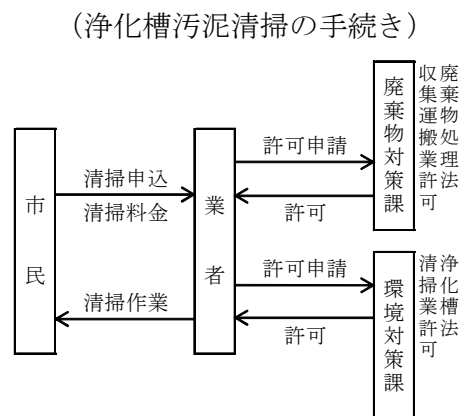 (浄化槽汚泥清掃の手続き)
市民
清掃申込
清掃料金
清掃作業
業者
許可申請
許可
許可申請
許可
廃棄物対策課
廃棄物処理法
収集運搬業許可
環境対策課
浄化槽法
清掃業許可